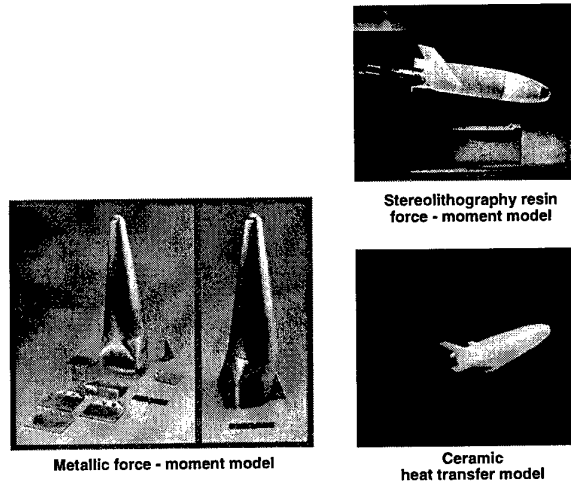 Stereolithography resin
force - moment model
Metallic force - moment model
Ceramic
heat transfer model